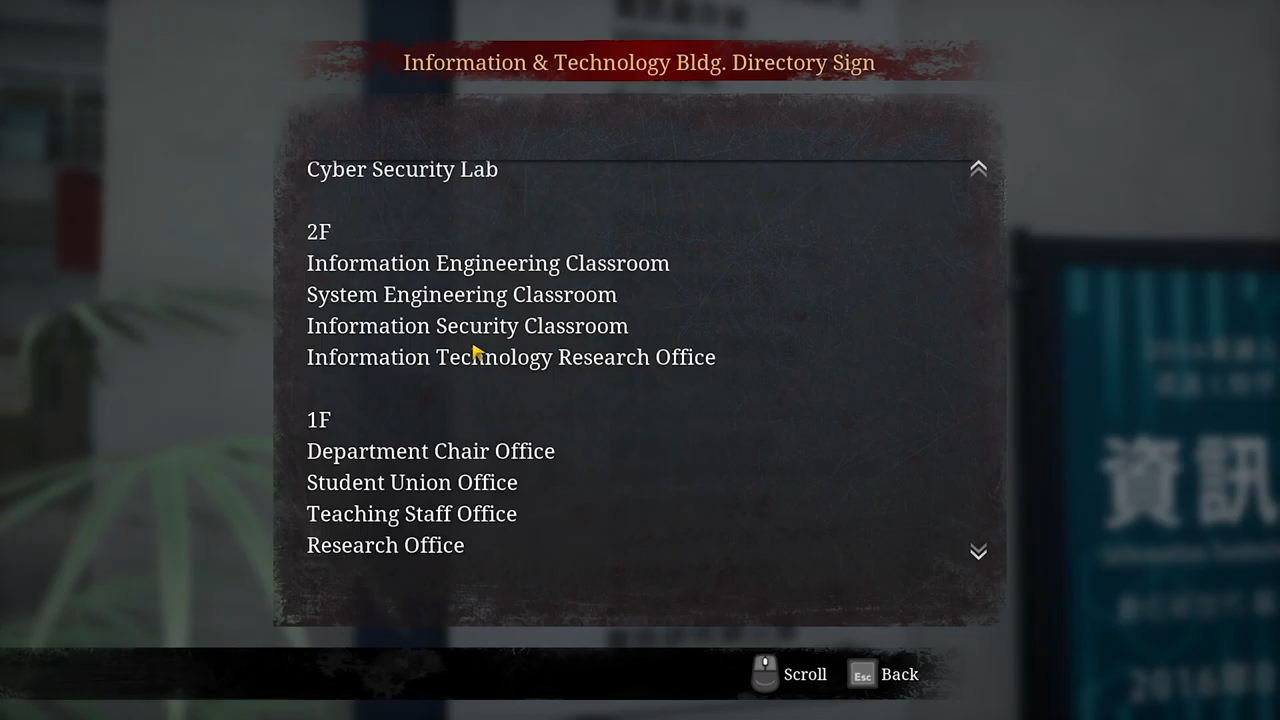 Information & Technology Bldg. Directory Sign
Cyber Security Lab
2F
Information Engineering Classroom
System Engineering Classroom
Information Security Classroom
Information Technology Research Office
1F
Department Chair Office
Student Union Office
Teaching Staff Office
Research Office
資訊
Esc
Scroll
Back